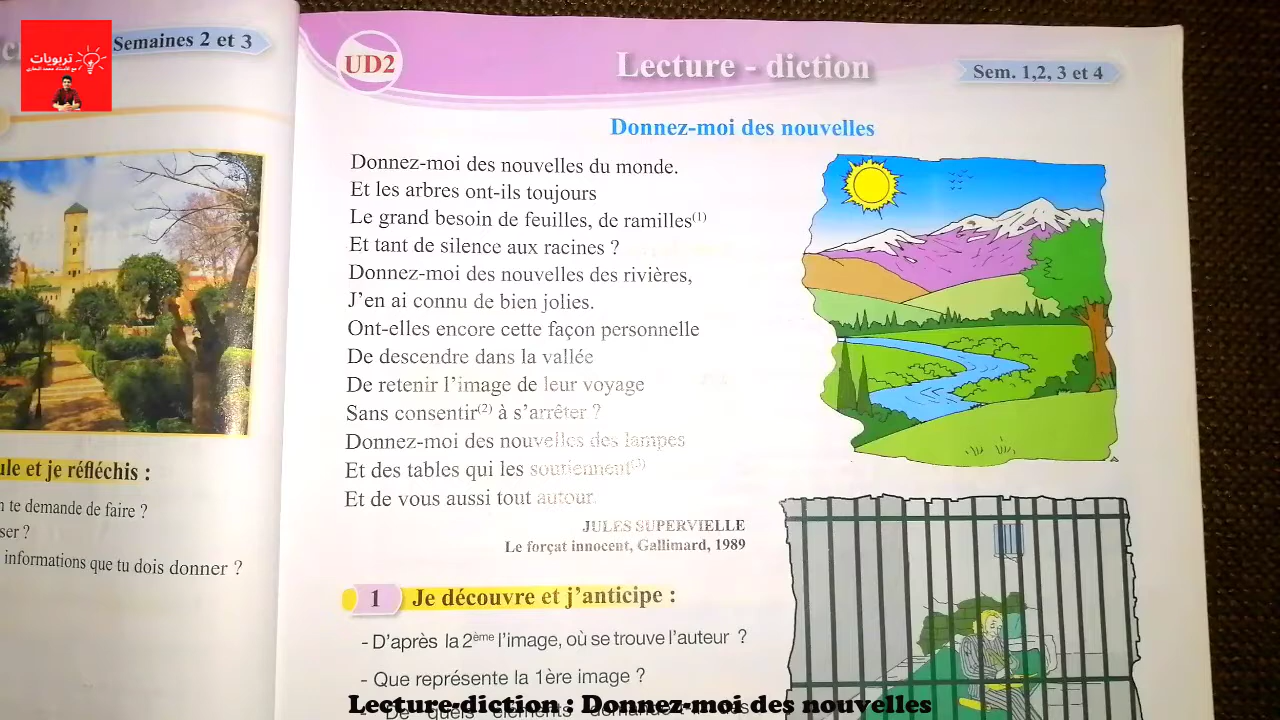 تربويات
Semaines 2 et 3
ule et je réfléchis :
n te demande de faire ?
ser ?
informations que tu dois donner ?
UD2
Lecture - diction
Sem. 1,2, 3 et 4
Donnez-moi des nouvelles
Donnez-moi des nouvelles du monde.
Et les arbres ont-ils toujours
Le grand besoin de feuilles, de ramilles(1)
Et tant de silence aux racines ?
Donnez-moi des nouvelles des rivières,
J'en ai connu de bien jolies.
Ont-elles encore cette façon personnelle
De descendre dans la vallée
De retenir l'image de leur voyage
Sans consentir(2) à s'arrêter ?
Donnez-moi des nouvelles des lampes
Et des tables qui les soutiennent(3)
Et de vous aussi tout autour.
JULES SUPERVIELLE
Le forçat innocent, Gallimard, 1989
1 Je découvre et j'anticipe :
- D'après la 2ème l'image, où se trouve l'auteur ?
- Que représente la 1ère image ?
Lecture-diction : Donnez-moi des nouvelles